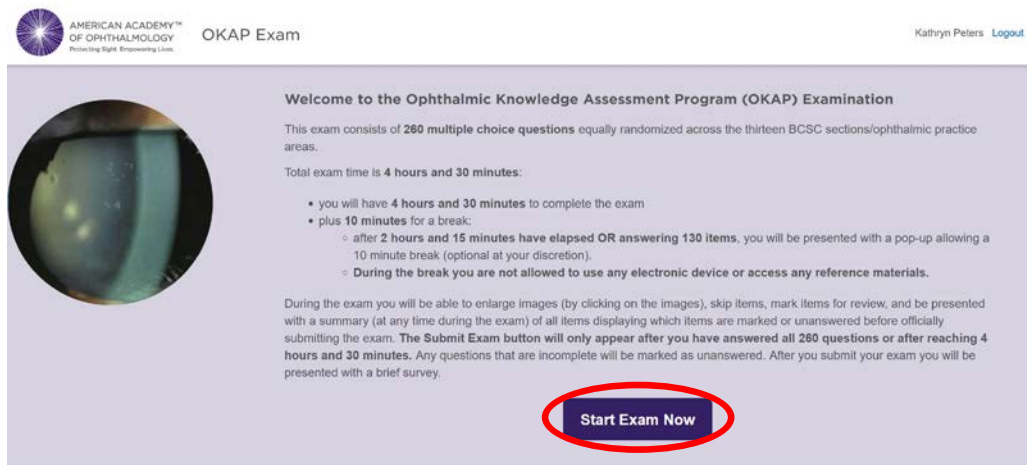 AMERICAN ACADEMY™
OF OPHTHALMOLOGY
Protecting Sight. Empowering Lives.
OKAP Exam
Kathryn Peters Logout
Welcome to the Ophthalmic Knowledge Assessment Program (OKAP) Examination
This exam consists of 260 multiple choice questions equally randomized across the thirteen BCSC sections/ophthalmic practice
areas.
Total exam time is 4 hours and 30 minutes:
• you will have 4 hours and 30 minutes to complete the exam
• plus 10 minutes for a break:
◦ after 2 hours and 15 minutes have elapsed OR answering 130 items, you will be presented with a pop-up allowing a
10 minute break (optional at your discretion).
◦ During the break you are not allowed to use any electronic device or access any reference materials.
During the exam you will be able to enlarge images (by clicking on the images), skip items, mark items for review, and be presented
with a summary (at any time during the exam) of all items displaying which items are marked or unanswered before officially
submitting the exam. The Submit Exam button will only appear after you have answered all 260 questions or after reaching 4
hours and 30 minutes. Any questions that are incomplete will be marked as unanswered. After you submit your exam you will be
presented with a brief survey.
Start Exam Now